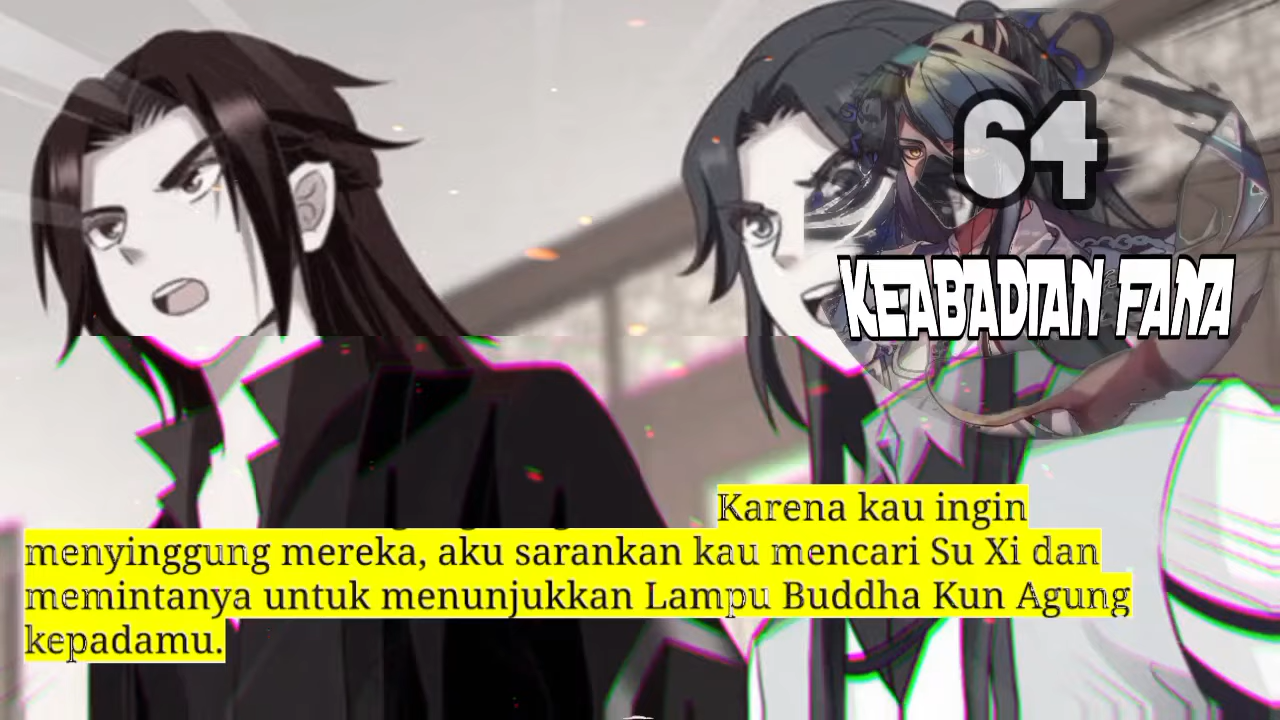 64
KEABADIAN FANA
Karena kau ingin
menyinggung mereka, aku sarankan kau mencari Su Xi dan
memintanya untuk menunjukkan Lampu Buddha Kun Agung
kepadamu.